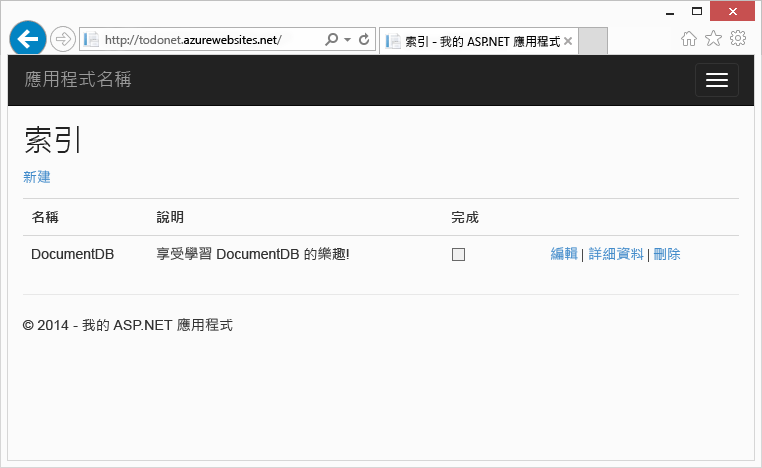 http://todonet.azurewebsites.net/
索引 - 我的 ASP.NET 應用程式
應用程式名稱
索引
新建
名稱 說明 完成
DocumentDB 享受學習 DocumentDB 的樂趣! 編輯 | 詳細資料 | 刪除
© 2014 - 我的 ASP.NET 應用程式